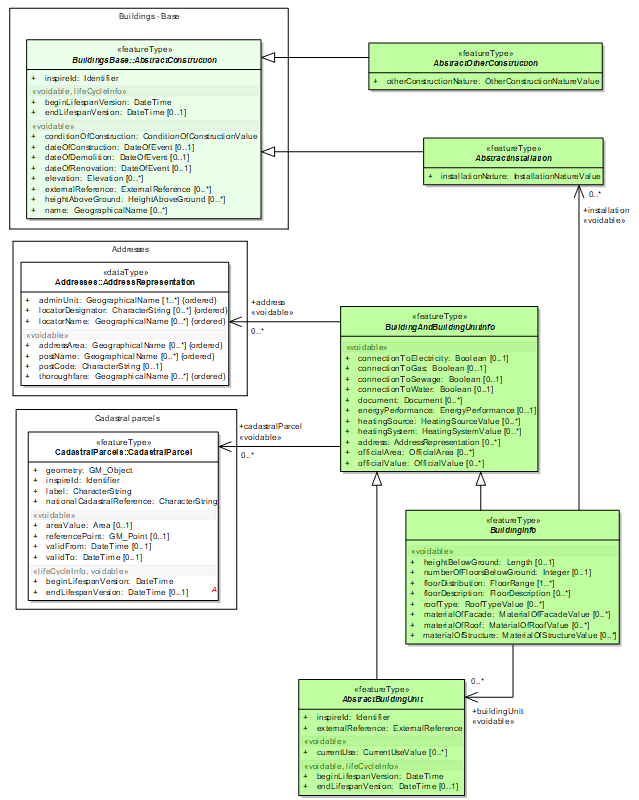 Buildings - Base
«featureType»
BuildingsBase::AbstractConstruction
+ inspireId: Identifier
«voidable, lifeCycleInfo»
+ beginLifespanVersion: DateTime
+ endLifespanVersion: DateTime [0..1]
«voidable»
+ conditionOfConstruction: ConditionOfConstructionValue
+ dateOfConstruction: DateOfEvent [0..1]
+ dateOfDemolition: DateOfEvent [0..1]
+ dateOfRenovation: DateOfEvent [0..1]
+ elevation: Elevation [0..*]
+ externalReference: ExternalReference [0..*]
+ heightAboveGround: HeightAboveGround [0..*]
+ name: GeographicalName [0..*]
«featureType»
AbstractOtherConstruction
+ otherConstructionNature: OtherConstructionNatureValue
«featureType»
AbstractInstallation
+ installationNature: InstallationNatureValue
0..*
+installation
«voidable»
Addresses
«dataType»
Addresses::AddressRepresentation
+ adminUnit: GeographicalName [1..*] {ordered}
+ locatorDesignator: CharacterString [0..*] {ordered}
+ locatorName: GeographicalName [0..*] {ordered}
«voidable»
+ addressArea: GeographicalName [0..*] {ordered}
+ postName: GeographicalName [0..*] {ordered}
+ postCode: CharacterString [0..1]
+ thoroughfare: GeographicalName [0..*] {ordered}
+address
«voidable»
0..*
«featureType»
BuildingAndBuildingUnitInfo
«voidable»
+ connectionToElectricity: Boolean [0..1]
+ connectionToGas: Boolean [0..1]
+ connectionToSewage: Boolean [0..1]
+ connectionToWater: Boolean [0..1]
+ document: Document [0..*]
+ energyPerformance: EnergyPerformance [0..1]
+ heatingSource: HeatingSourceValue [0..*]
+ heatingSystem: HeatingSystemValue [0..*]
+ address: AddressRepresentation [0..*]
+ officialArea: OfficialArea [0..*]
+ officialValue: OfficialValue [0..*]
Cadastral parcels
«featureType»
CadastralParcels::CadastralParcel
+ geometry: GM_Object
+ inspireId: Identifier
+ label: CharacterString
+ nationalCadastralReference: CharacterString
«voidable»
+ areaValue: Area [0..1]
+ referencePoint: GM_Point [0..1]
+ validFrom: DateTime [0..1]
+ validTo: DateTime [0..1]
«lifeCycleInfo, voidable»
+ beginLifespanVersion: DateTime
+ endLifespanVersion: DateTime [0..1]
A
+cadastralParcel
«voidable»
0..*
«featureType»
BuildingInfo
«voidable»
+ heightBelowGround: Length [0..1]
+ numberOfFloorsBelowGround: Integer [0..1]
+ floorDistribution: FloorRange [1..*]
+ floorDescription: FloorDescription [0..*]
+ roofType: RoofTypeValue [0..*]
+ materialOfFacade: MaterialOfFacadeValue [0..*]
+ materialOfRoof: MaterialOfRoofValue [0..*]
+ materialOfStructure: MaterialOfStructureValue [0..*]
«featureType»
AbstractBuildingUnit
+ inspireId: Identifier
+ externalReference: ExternalReference
«voidable»
+ currentUse: CurrentUseValue [0..*]
«voidable, lifeCycleInfo»
+ beginLifespanVersion: DateTime
+ endLifespanVersion: DateTime [0..1]
0..*
+buildingUnit
«voidable»